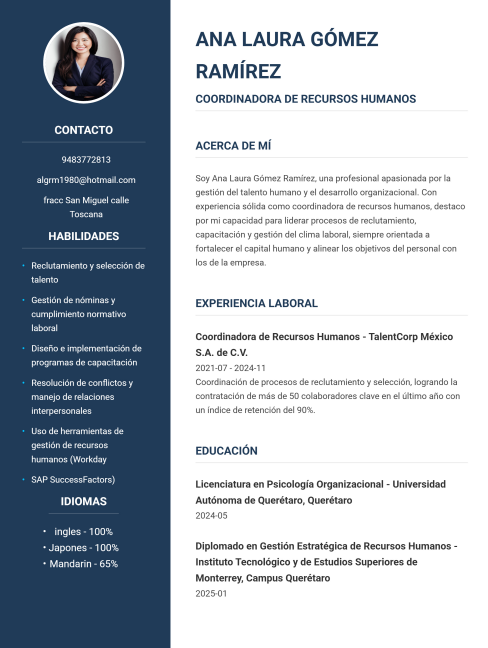 CONTACTO
9483772813
algrm1980@hotmail.com
fracc San Miguel calle
Toscana
HABILIDADES
• Reclutamiento y selección de
talento
• Gestión de nóminas y
cumplimiento normativo
laboral
• Diseño e implementación de
programas de capacitación
• Resolución de conflictos y
manejo de relaciones
interpersonales
• Uso de herramientas de
gestión de recursos
humanos (Workday
• SAP SuccessFactors)
IDIOMAS
• ingles - 100%
• Japones - 100%
• Mandarin - 65%
ANA LAURA GÓMEZ
RAMÍREZ
COORDINADORA DE RECURSOS HUMANOS
ACERCA DE MÍ
Soy Ana Laura Gómez Ramírez, una profesional apasionada por la
gestión del talento humano y el desarrollo organizacional. Con
experiencia sólida como coordinadora de recursos humanos, destaco
por mi capacidad para liderar procesos de reclutamiento,
capacitación y gestión del clima laboral, siempre orientada a
fortalecer el capital humano y alinear los objetivos del personal con
los de la empresa.
EXPERIENCIA LABORAL
Coordinadora de Recursos Humanos - TalentCorp México
S.A. de C.V.
2021-07 - 2024-11
Coordinación de procesos de reclutamiento y selección, logrando la
contratación de más de 50 colaboradores clave en el último año con
un índice de retención del 90%.
EDUCACIÓN
Licenciatura en Psicología Organizacional - Universidad
Autónoma de Querétaro, Querétaro
2024-05
Diplomado en Gestión Estratégica de Recursos Humanos -
Instituto Tecnológico y de Estudios Superiores de
Monterrey, Campus Querétaro
2025-01